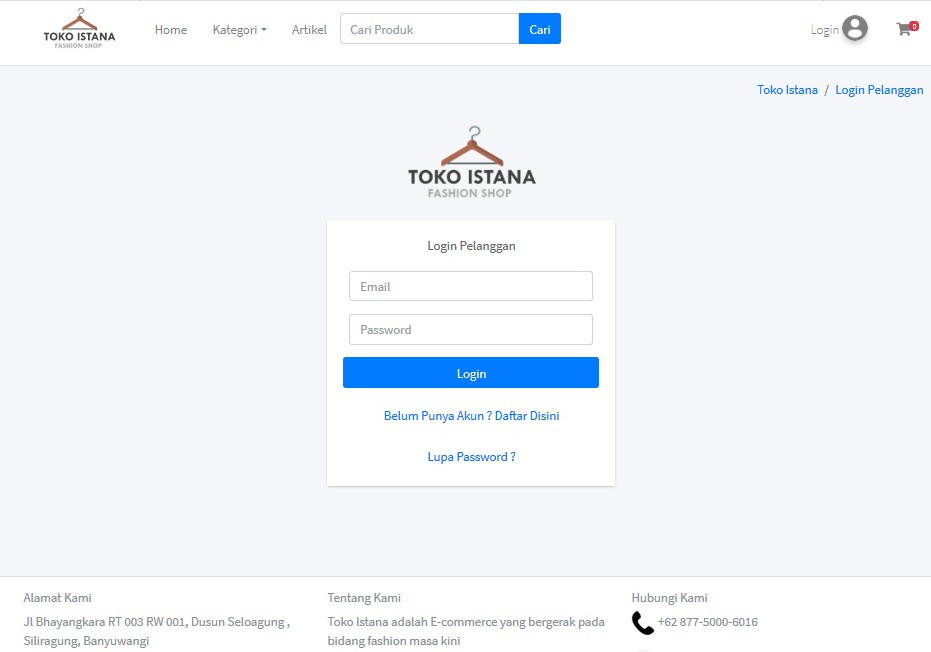 TOKO ISTANA
FASHION SHOP
Home
Kategori
Artikel
Cari Produk
Cari
Login
0
Toko Istana / Login Pelanggan
TOKO ISTANA
FASHION SHOP
Login Pelanggan
Email
Password
Login
Belum Punya Akun ? Daftar Disini
Lupa Password ?
Alamat Kami
Jl Bhayangkara RT 003 RW 001, Dusun Seloagung ,
Siliragung, Banyuwangi
Tentang Kami
Toko Istana adalah E-commerce yang bergerak pada
bidang fashion masa kini
Hubungi Kami
+62 877-5000-6016